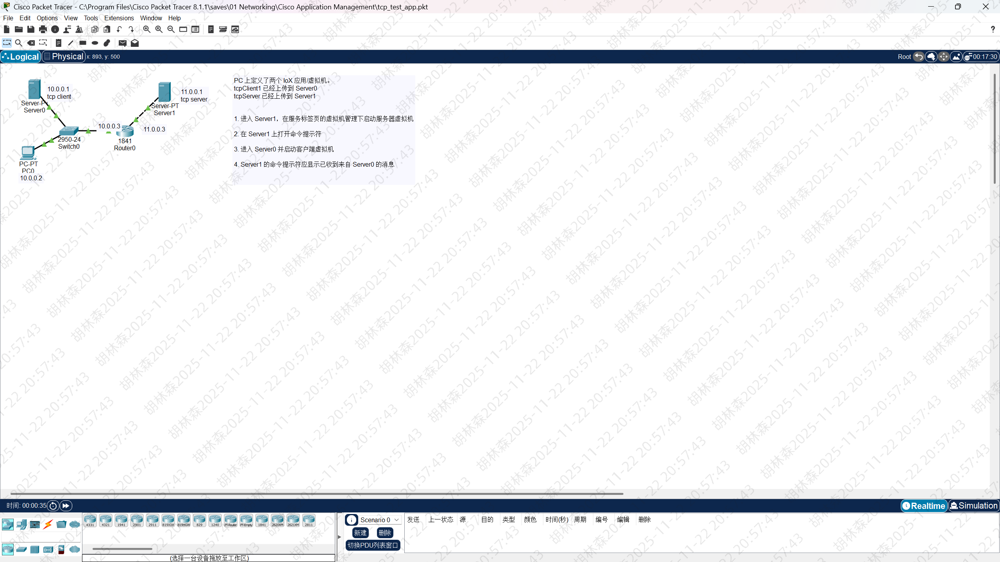 Cisco Packet Tracer - C:\Program Files\Cisco Packet Tracer 8.1.1\saves\01 Networking\Cisco Application Management\tcp_test_app.pkt
File Edit Options View Tools Extensions Window Help
?
Logical Physical x: 893, y: 500 Root 00:17:30
10.0.0.1
tcp client
Server-PT
Server0
11.0.0.1
tcp server
Server-PT
Server1
10.0.0.3
11.0.0.3
2950-24
Switch0
1841
Router0
PC-PT
PC0
10.0.0.2
PC 上定义了两个 IoX 应用/虚拟机。
tcpClient1 已经上传到 Server0
tcpServer 已经上传到 Server1
1. 进入 Server1，在服务标签页的虚拟机管理下启动服务器虚拟机
2. 在 Server1 上打开命令提示符
3. 进入 Server0 并启动客户端虚拟机
4. Server1 的命令提示符应显示已收到来自 Server0 的消息
胡林森2025-11-22 20:57:43
时间: 00:00:35 Realtime Simulation
4331 4321 1941 2901 2911 819IOX 819HGW 829 1240 PT-Router PT-Empty 1841 2620XM 2621XM 2811
(选择一台设备拖放至工作区)
Scenario 0
新建 删除
切换PDU列表窗口
发送 上一状态 源 目的 类型 颜色 时间(秒) 周期 编号 编辑 删除